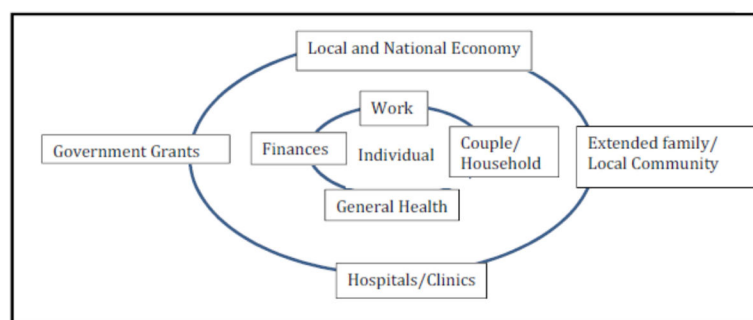 Local and National Economy
Work
Government Grants
Finances
Individual
Couple/
Household
Extended family/
Local Community
General Health
Hospitals/Clinics